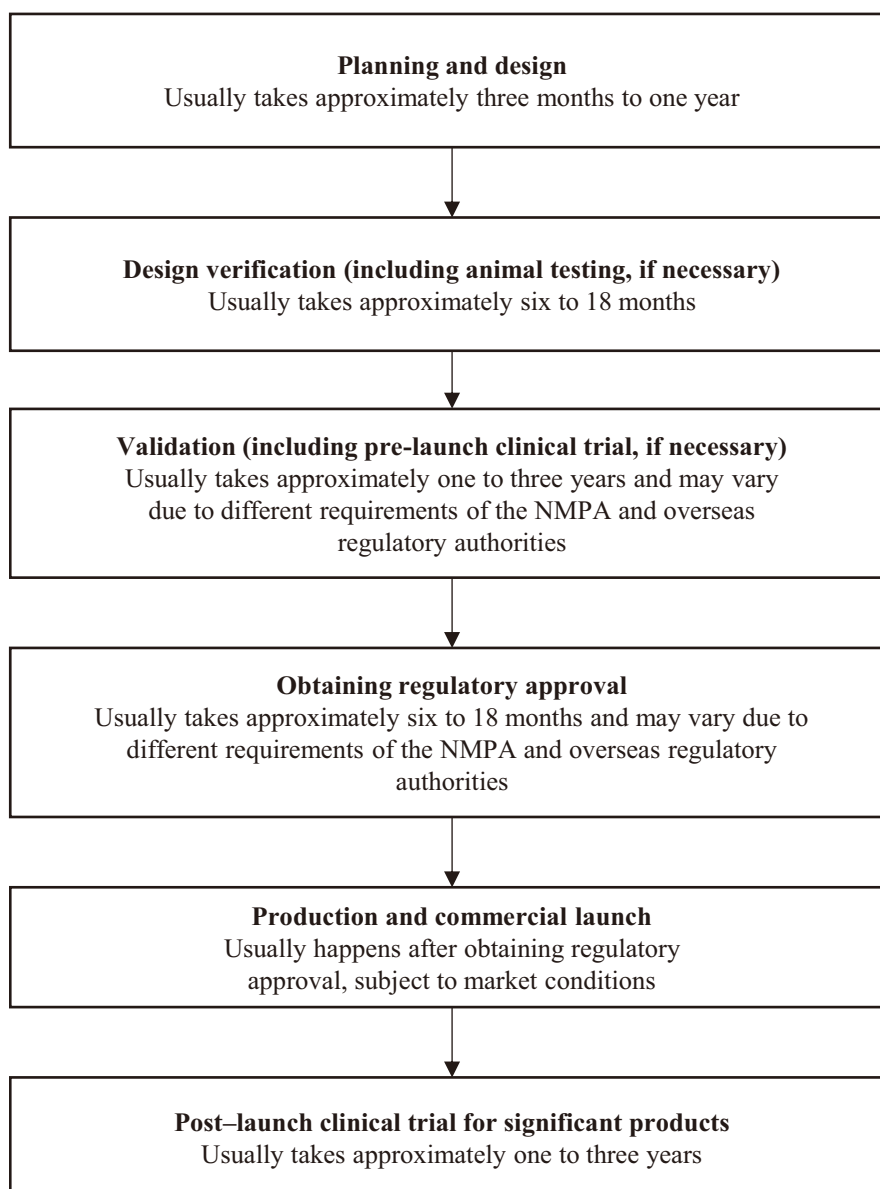 Planning and design
Usually takes approximately three months to one year
Design verification (including animal testing, if necessary)
Usually takes approximately six to 18 months
Validation (including pre-launch clinical trial, if necessary)
Usually takes approximately one to three years and may vary
due to different requirements of the NMPA and overseas
regulatory authorities
Obtaining regulatory approval
Usually takes approximately six to 18 months and may vary due to
different requirements of the NMPA and overseas regulatory
authorities
Production and commercial launch
Usually happens after obtaining regulatory
approval, subject to market conditions
Post–launch clinical trial for significant products
Usually takes approximately one to three years